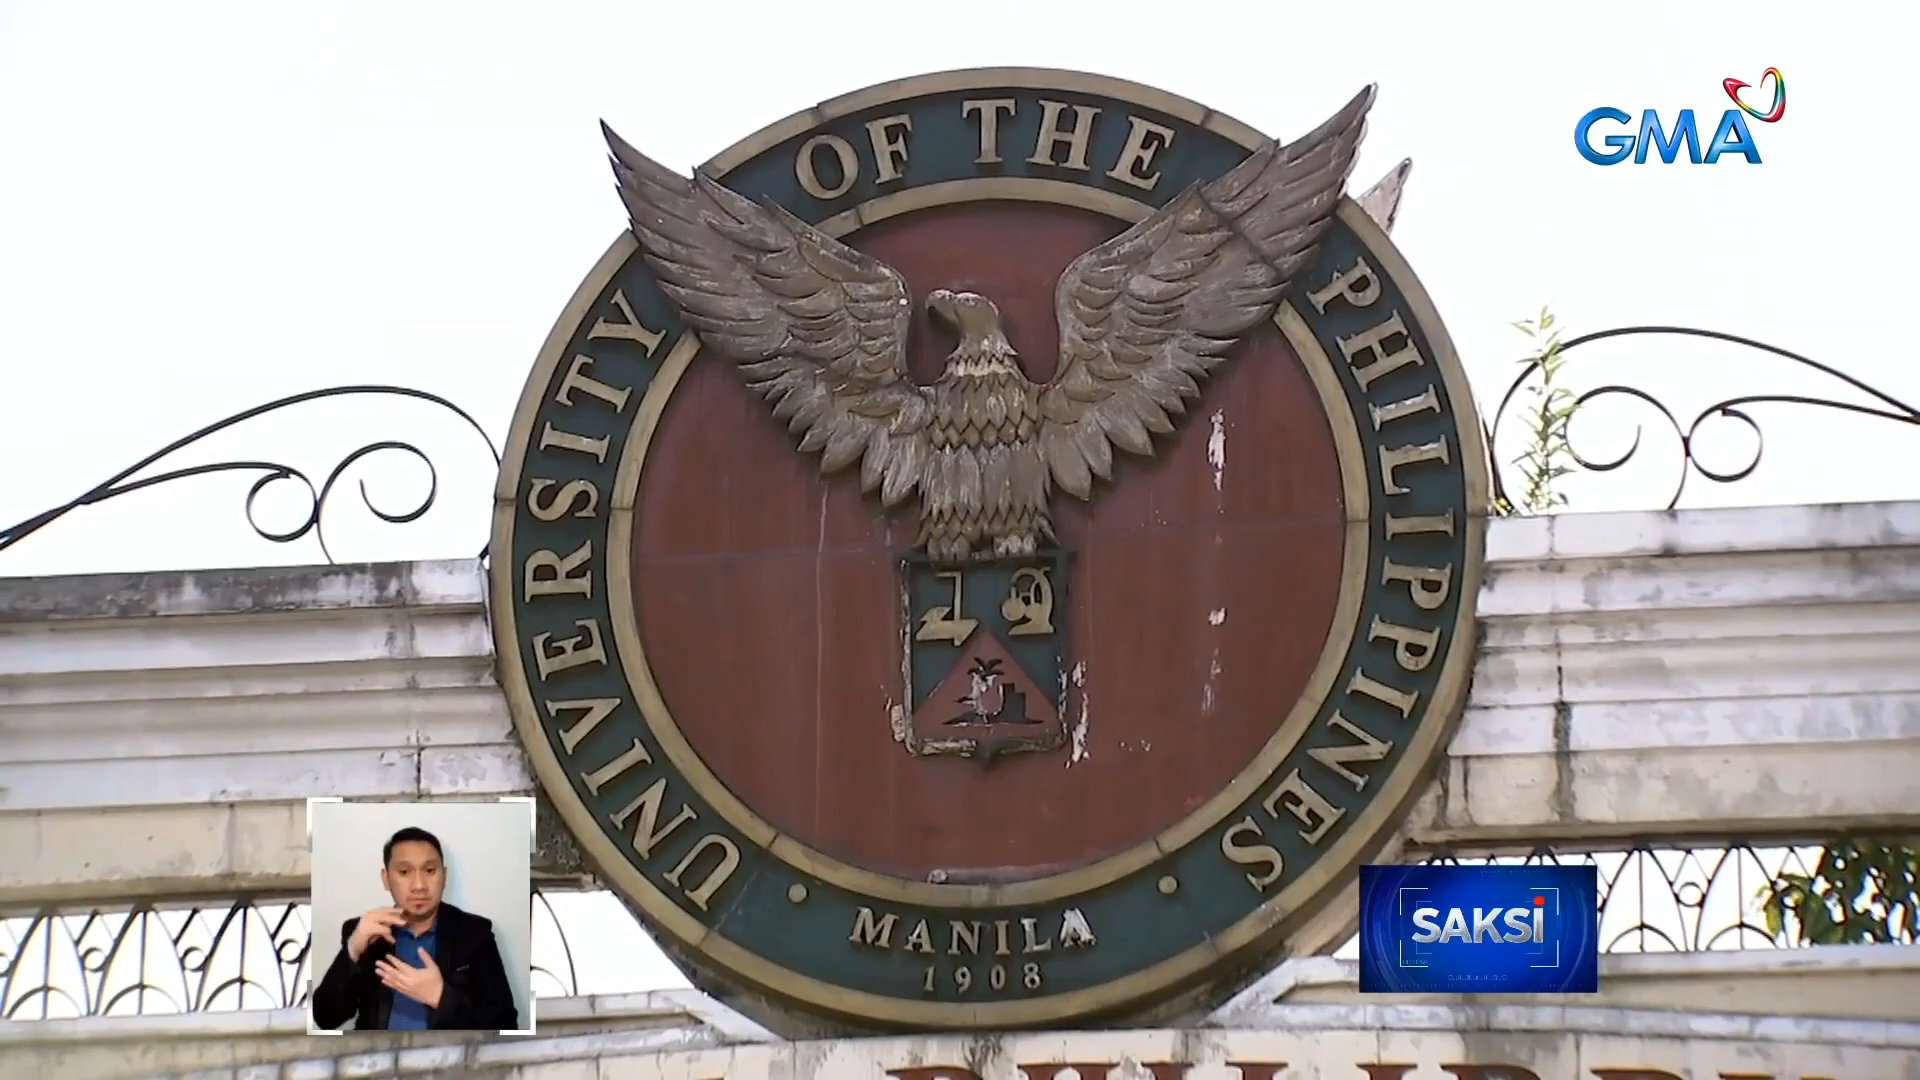 GMA
UNIVERSITY OF THE PHILIPPINES
MANILA
1908
SAKSI